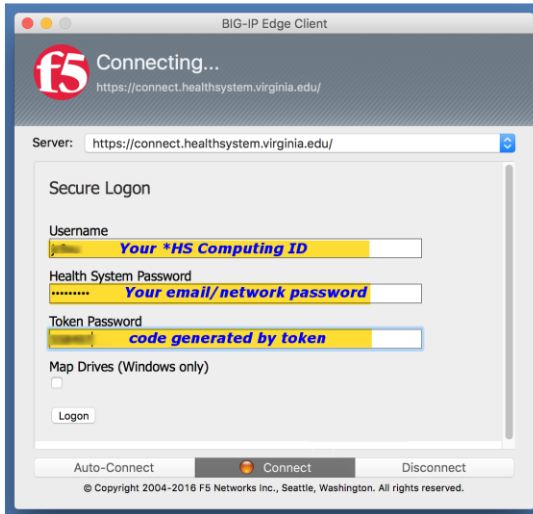 BIG-IP Edge Client
f5
Connecting...
https://connect.healthsystem.virginia.edu/
Server: https://connect.healthsystem.virginia.edu/
Secure Logon
Username
Your *HS Computing ID
Health System Password
••••••••• Your email/network password
Token Password
code generated by token
Map Drives (Windows only)
Logon
Auto-Connect Connect Disconnect
© Copyright 2004-2016 F5 Networks Inc., Seattle, Washington. All rights reserved.